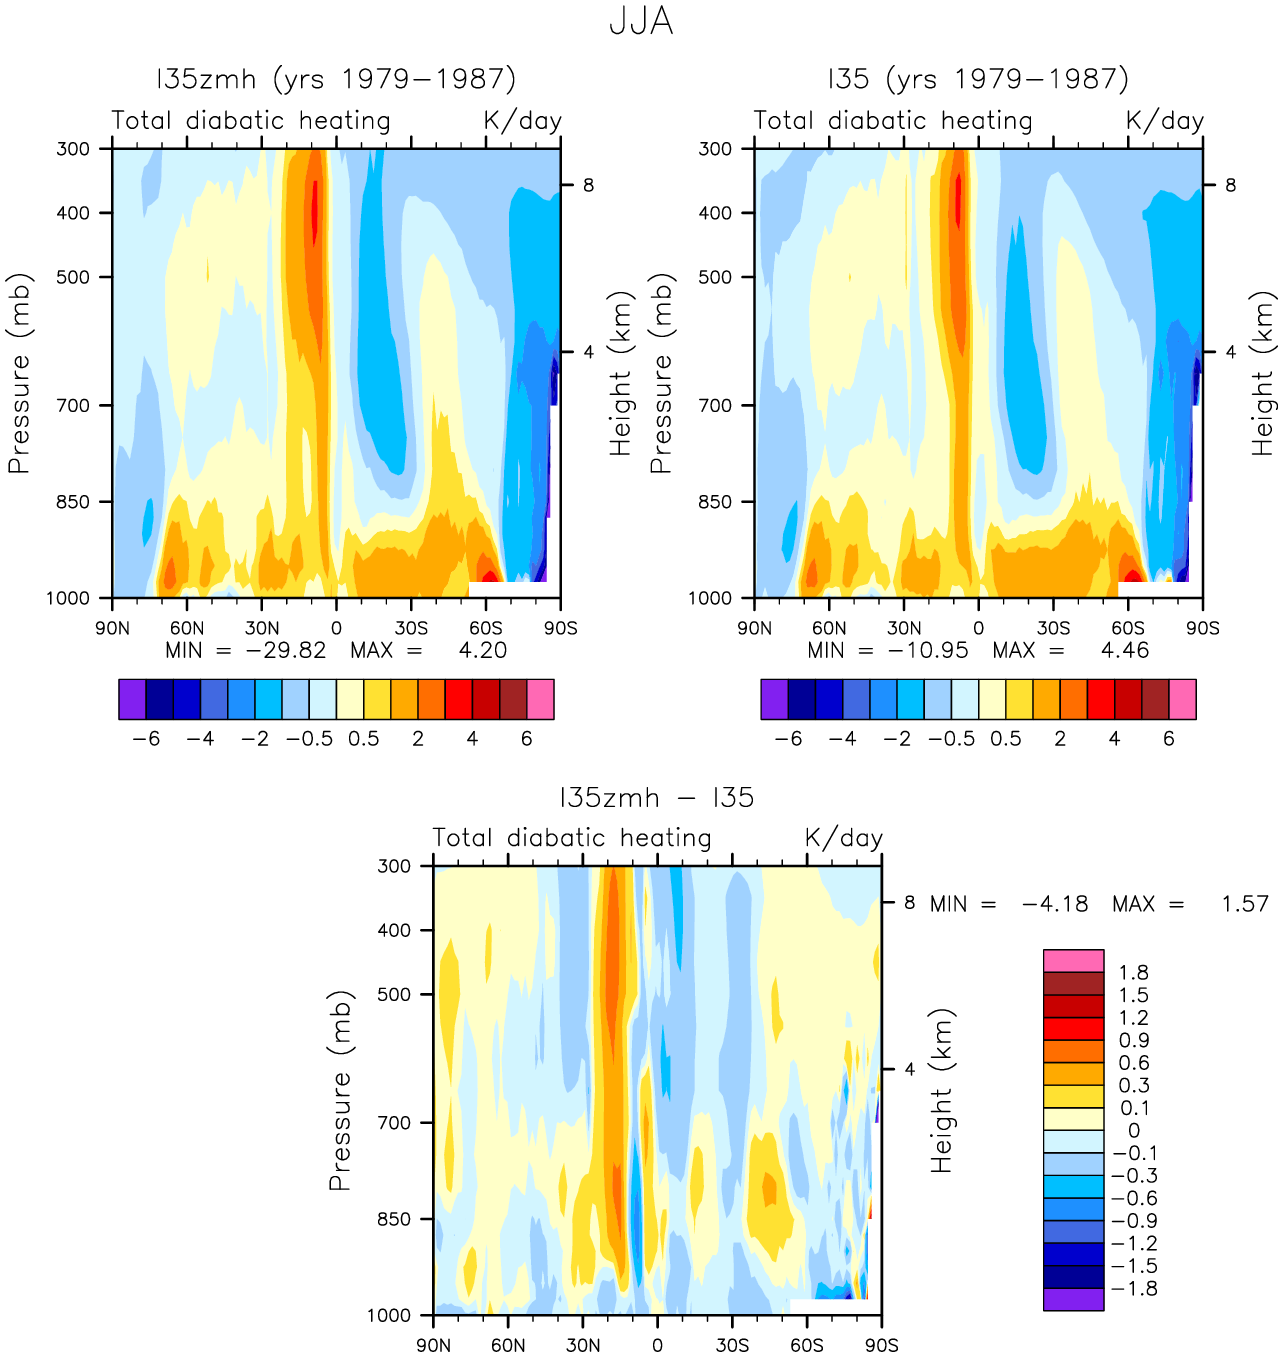 JJA
I35zmh (yrs 1979-1987)
Total diabatic heating K/day
300
400
500
700
850
1000
Pressure (mb)
8
4
Height (km)
90N 60N 30N 0 30S 60S 90S
MIN = -29.82 MAX = 4.20
-6 -4 -2 -0.5 0.5 2 4 6
I35 (yrs 1979-1987)
Total diabatic heating K/day
300
400
500
700
850
1000
Pressure (mb)
8
4
Height (km)
90N 60N 30N 0 30S 60S 90S
MIN = -10.95 MAX = 4.46
-6 -4 -2 -0.5 0.5 2 4 6
I35zmh - I35
Total diabatic heating K/day
300
400
500
700
850
1000
Pressure (mb)
8
4
Height (km)
90N 60N 30N 0 30S 60S 90S
MIN = -4.18 MAX = 1.57
1.8
1.5
1.2
0.9
0.6
0.3
0.1
0
-0.1
-0.3
-0.6
-0.9
-1.2
-1.5
-1.8